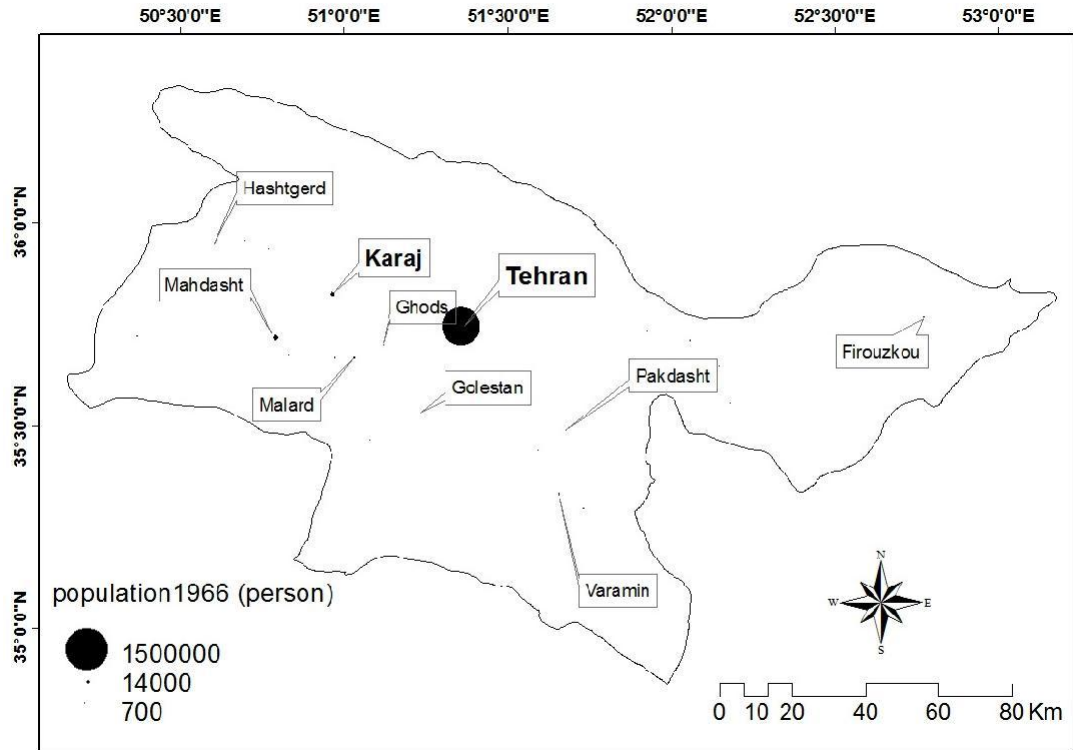 50°30'0"E 51°0'0"E 51°30'0"E 52°0'0"E 52°30'0"E 53°0'0"E
36°0'0"N
35°30'0"N
35°0'0"N
Hashtgerd
Karaj
Tehran
Mahdasht
Ghods
Firouzkou
Malard
Golestan
Pakdasht
Varamin
population1966 (person)
1500000
14000
700
N
W E
S
0 10 20 40 60 80 Km